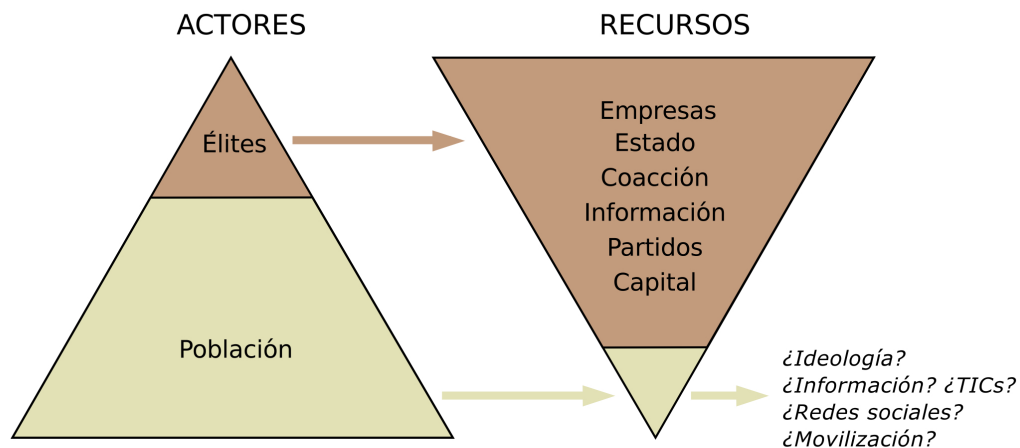 ACTORES
RECURSOS
Élites
Población
Empresas
Estado
Coacción
Información
Partidos
Capital
¿Ideología?
¿Información? ¿TICs?
¿Redes sociales?
¿Movilización?